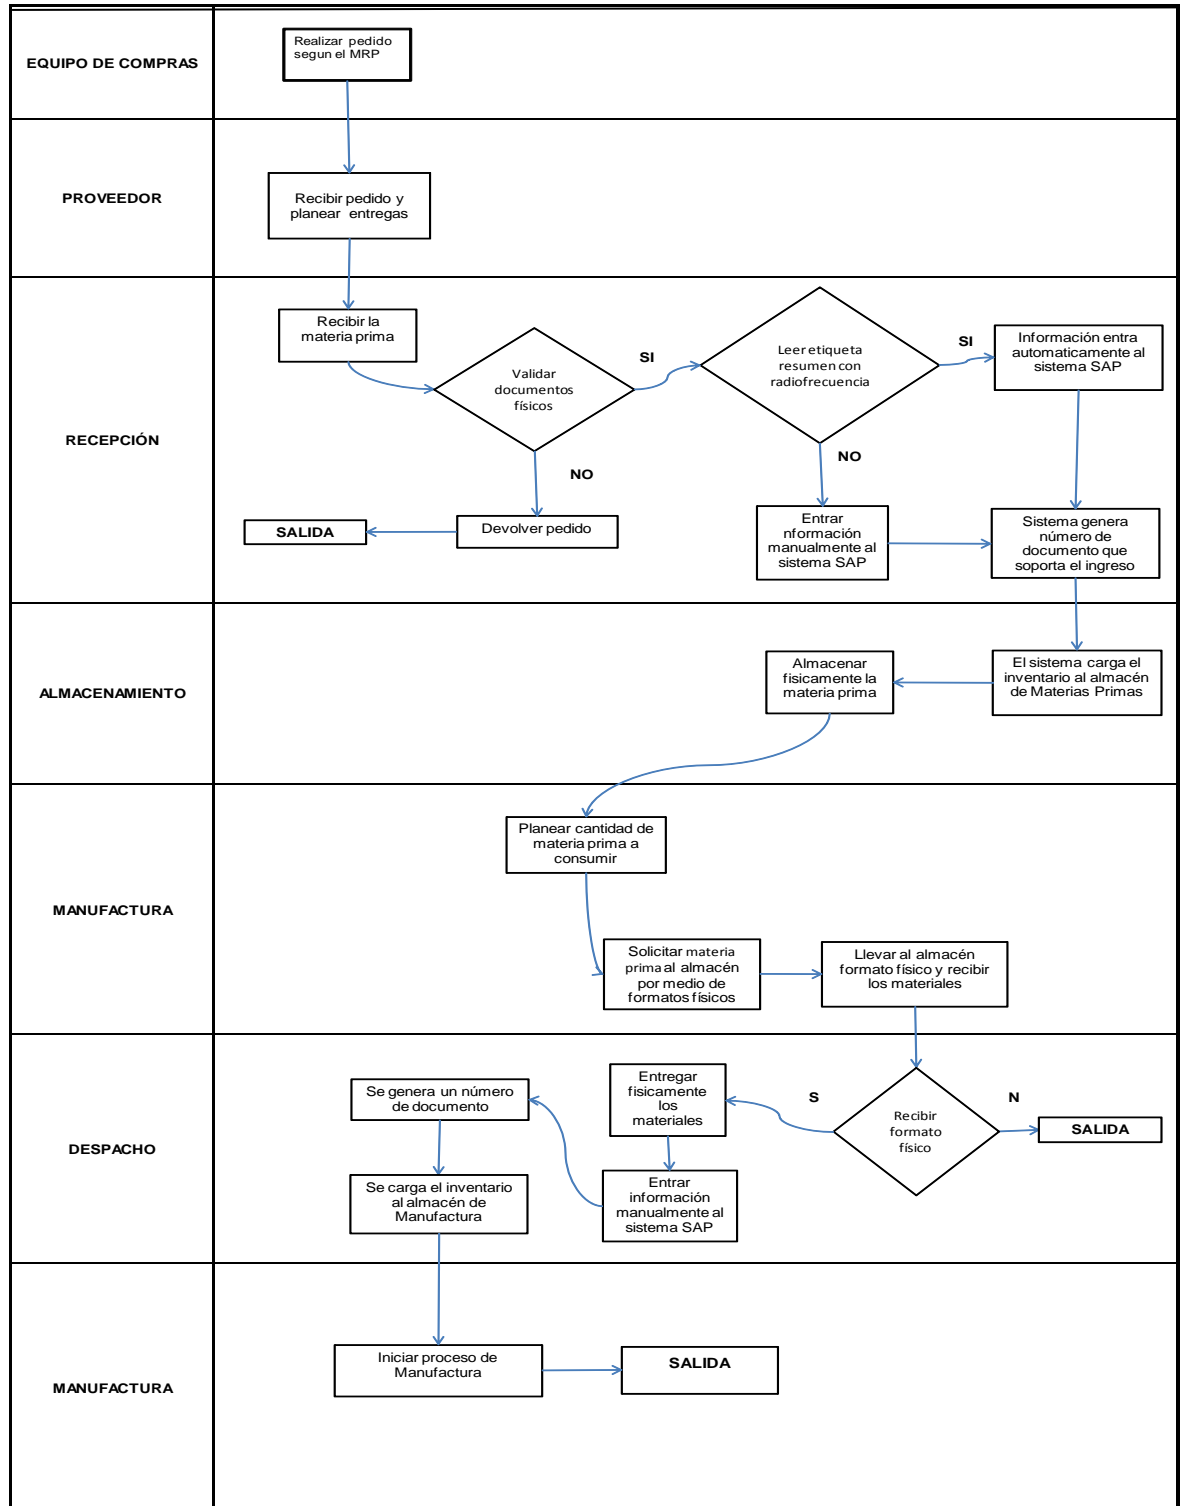 EQUIPO DE COMPRAS
Realizar pedido
segun el MRP
PROVEEDOR
Recibir pedido y
planear entregas
RECEPCIÓN
Recibir la
materia prima
Validar
documentos
físicos
SI
Leer etiqueta
resumen con
radiofrecuencia
SI
Información entra
automaticamente al
sistema SAP
NO
NO
SALIDA
Devolver pedido
Entrar
nformación
manualmente al
sistema SAP
Sistema genera
número de
documento que
soporta el ingreso
ALMACENAMIENTO
Almacenar
fisicamente la
materia prima
El sistema carga el
inventario al almacén
de Materias Primas
MANUFACTURA
Planear cantidad de
materia prima a
consumir
Solicitar materia
prima al almacén
por medio de
formatos físicos
Llevar al almacén
formato físico y recibir
los materiales
DESPACHO
Se genera un número
de documento
Entregar
fisicamente
los
materiales
S
Recibir
formato
físico
N
SALIDA
Se carga el inventario
al almacén de
Manufactura
Entrar
información
manualmente al
sistema SAP
MANUFACTURA
Iniciar proceso de
Manufactura
SALIDA